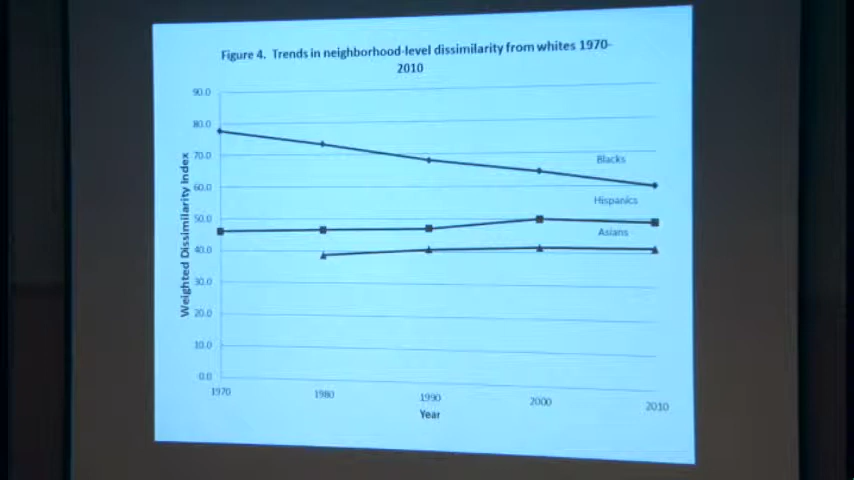 Figure 4. Trends in neighborhood-level dissimilarity from whites 1970-
2010
Weighted Dissimilarity Index
90.0
80.0
70.0
60.0
50.0
40.0
30.0
20.0
10.0
0.0
Blacks
Hispanics
Asians
1970
1980
1990
2000
2010
Year